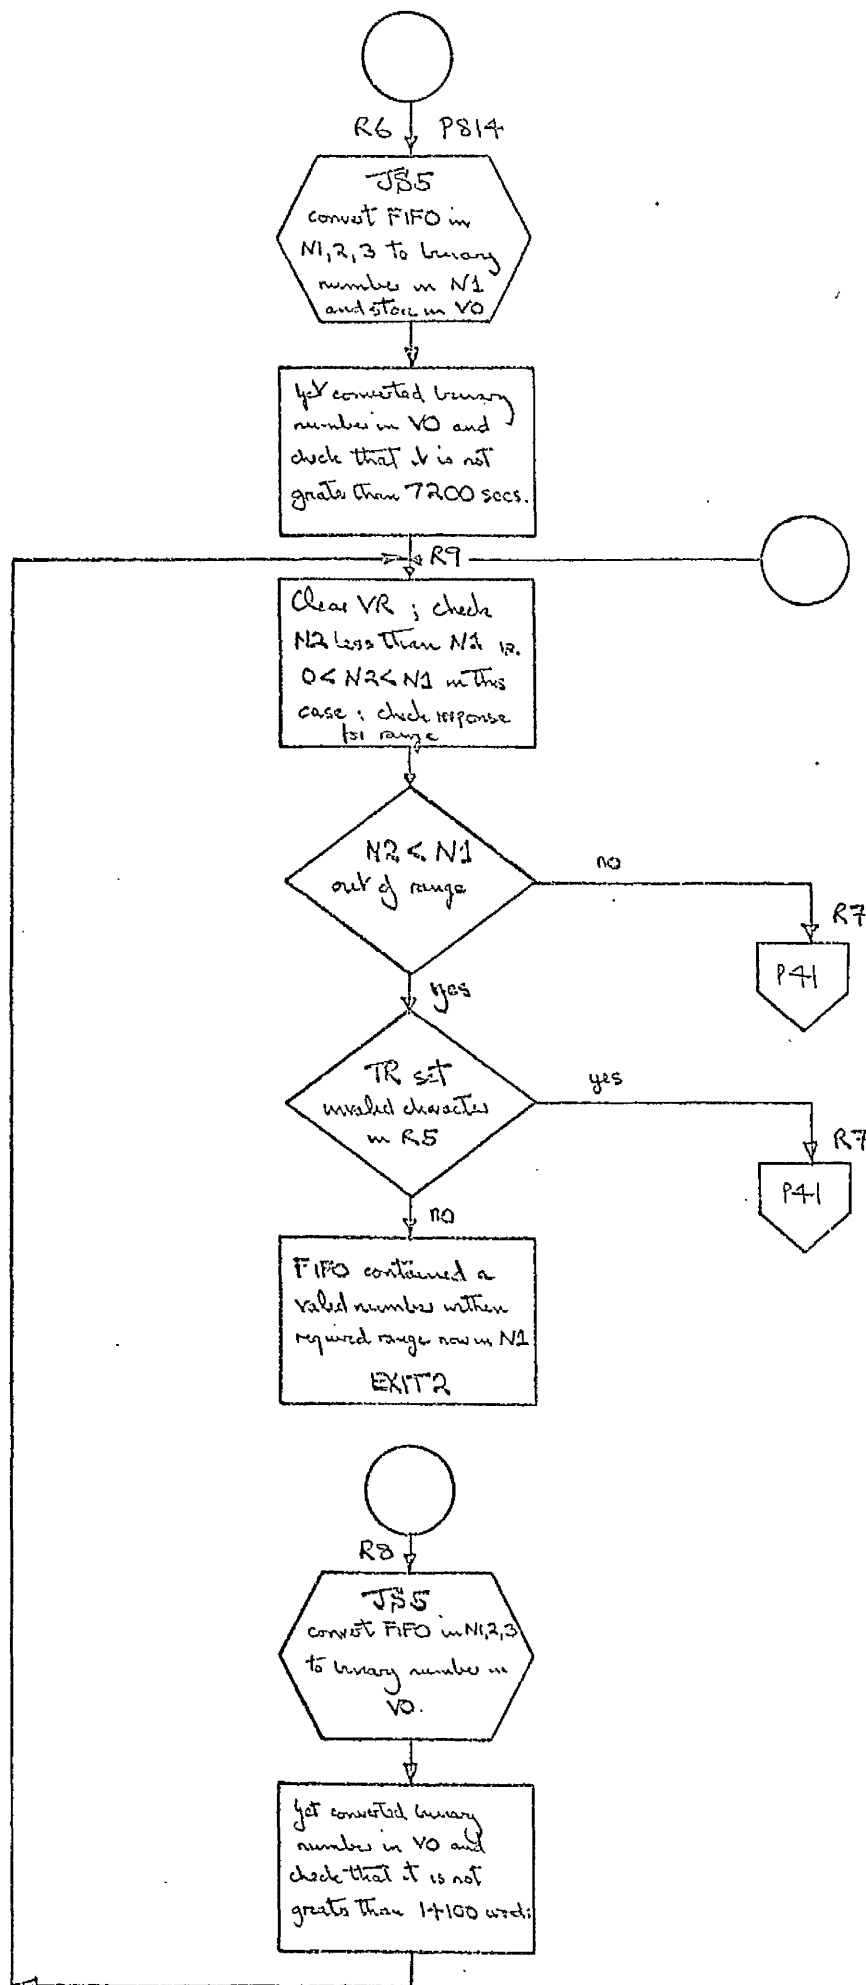 R6 P814
JS5
convert FIFO in
N1,2,3 to binary
number in N1
and store in V0
get converted binary
number in V0 and
check that it is not
grater than 7200 secs.
R9
Clear VR ; check
N2 less than N1 ie.
0<N2<N1 in this
case ; check response
for range
N2 < N1
out of range
no
R7
P41
yes
TR set
invalid character
in R5
yes
R7
P41
no
FIFO contained a
valid number within
required range now in N1
EXIT2
R8
JS5
convert FIFO in N1,2,3
to binary number in
V0.
get converted binary
number in V0 and
check that it is not
greater than 14100